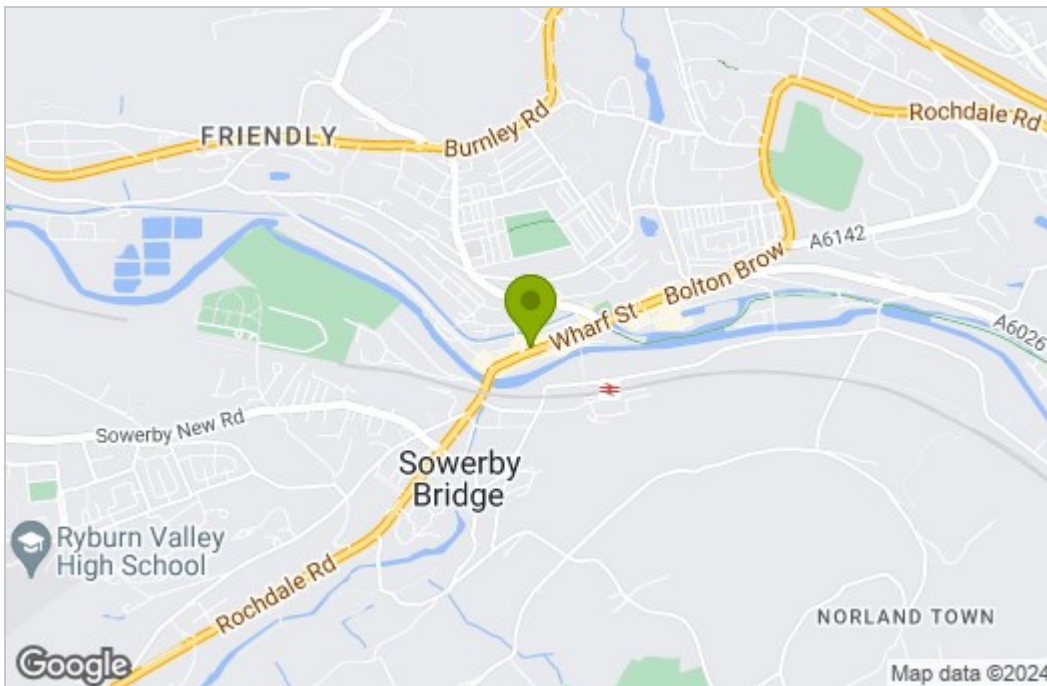 FRIENDLY
Burnley Rd
Rochdale Rd
A6142
Bolton Brow
Wharf St
A6026
Sowerby New Rd
Sowerby
Bridge
Ryburn Valley
High School
Rochdale Rd
NORLAND TOWN
Google
Map data ©2024